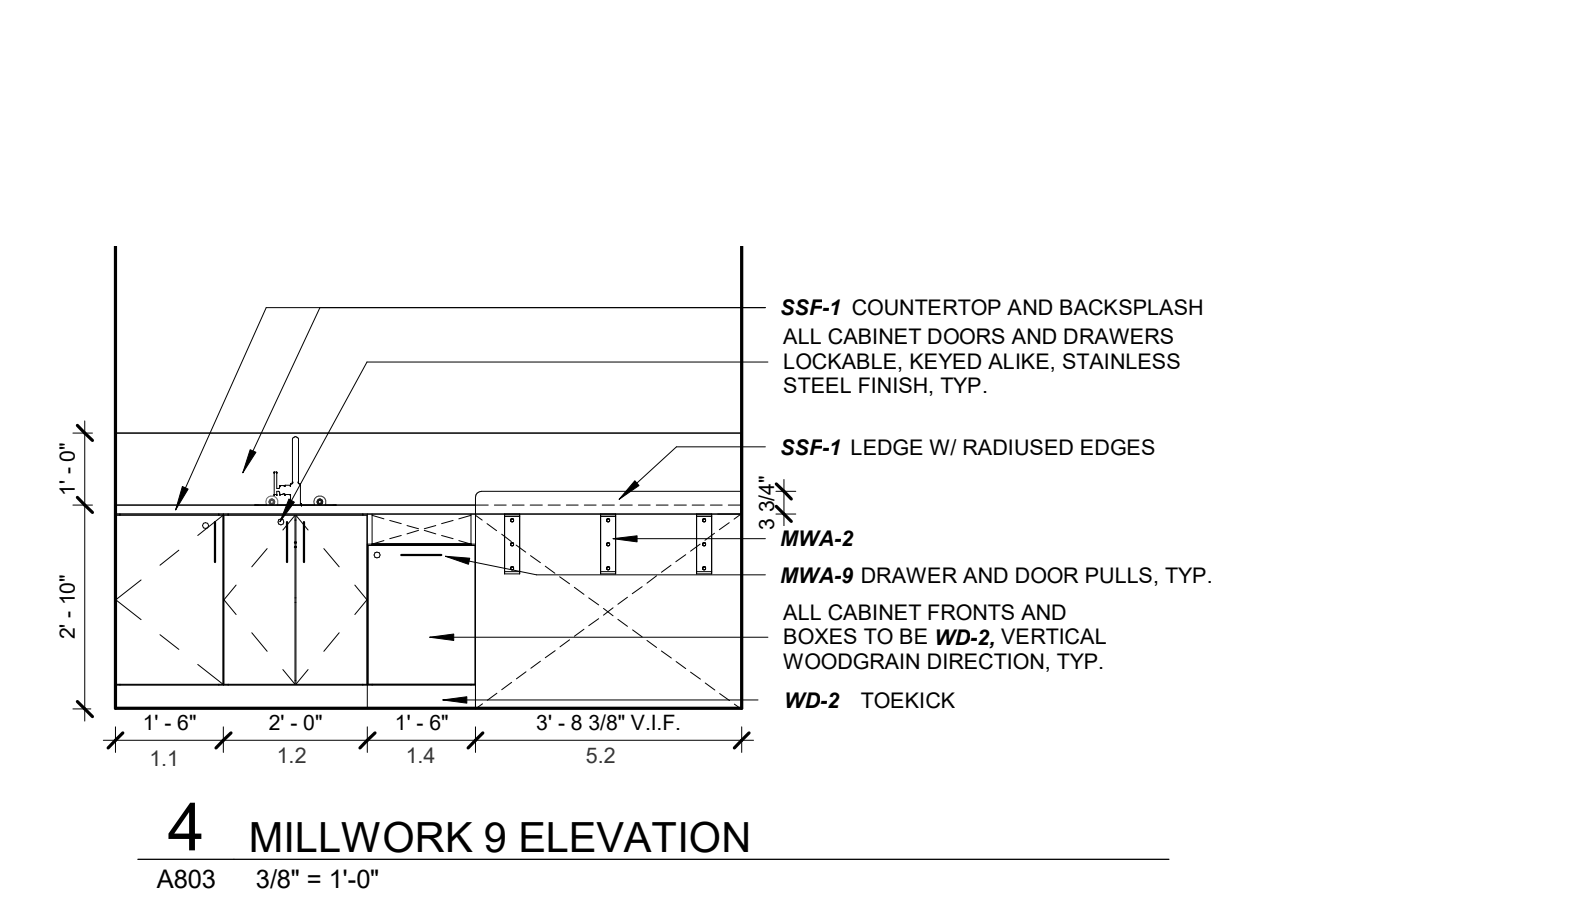 SSF-1 COUNTERTOP AND BACKSPLASH
ALL CABINET DOORS AND DRAWERS
LOCKABLE, KEYED ALIKE, STAINLESS
STEEL FINISH, TYP.
1' - 0"
SSF-1 LEDGE W/ RADIUSED EDGES
3 3/4"
MWA-2
MWA-9 DRAWER AND DOOR PULLS, TYP.
2' - 10"
ALL CABINET FRONTS AND
BOXES TO BE WD-2, VERTICAL
WOODGRAIN DIRECTION, TYP.
WD-2 TOEKICK
1' - 6" 2' - 0" 1' - 6" 3' - 8 3/8" V.I.F.
1.1 1.2 1.4 5.2
4 MILLWORK 9 ELEVATION
A803 3/8" = 1'-0"